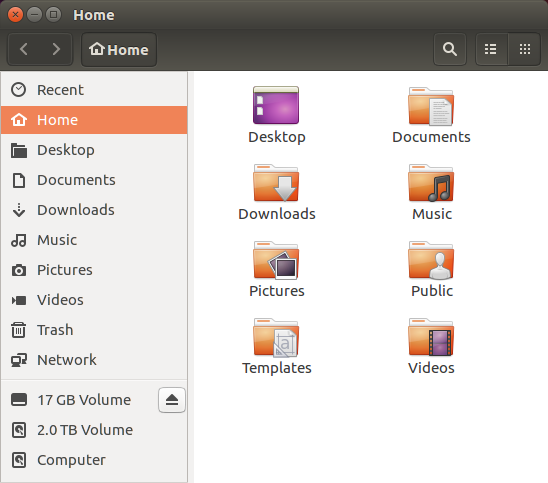 Home
Home
Recent
Home
Desktop
Documents
Downloads
Music
Pictures
Videos
Trash
Network
17 GB Volume
2.0 TB Volume
Computer
Desktop
Documents
Downloads
Music
Pictures
Public
Templates
Videos